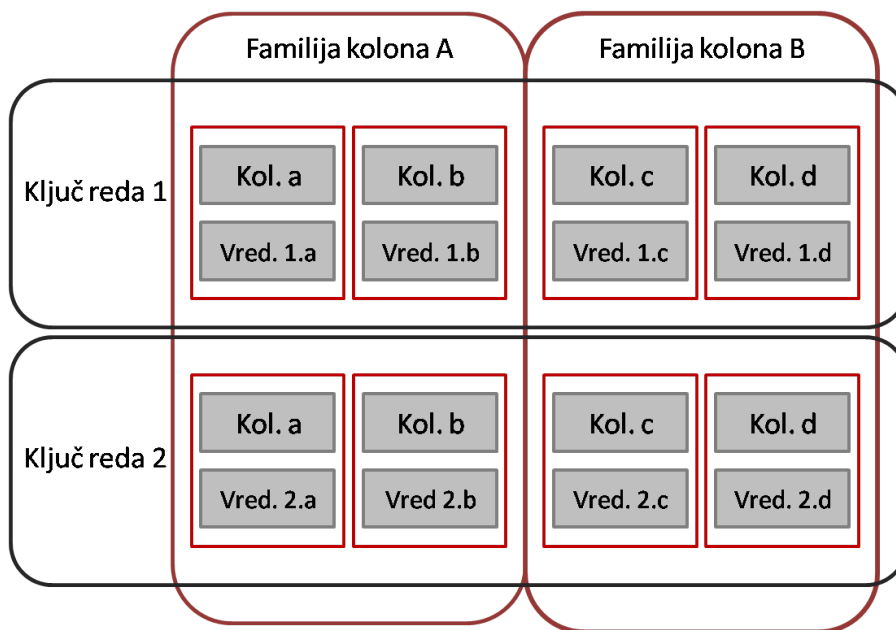 Familija kolona A
Familija kolona B
Ključ reda 1
Kol. a
Kol. b
Kol. c
Kol. d
Vred. 1.a
Vred. 1.b
Vred. 1.c
Vred. 1.d
Ključ reda 2
Kol. a
Kol. b
Kol. c
Kol. d
Vred. 2.a
Vred 2.b
Vred. 2.c
Vred. 2.d